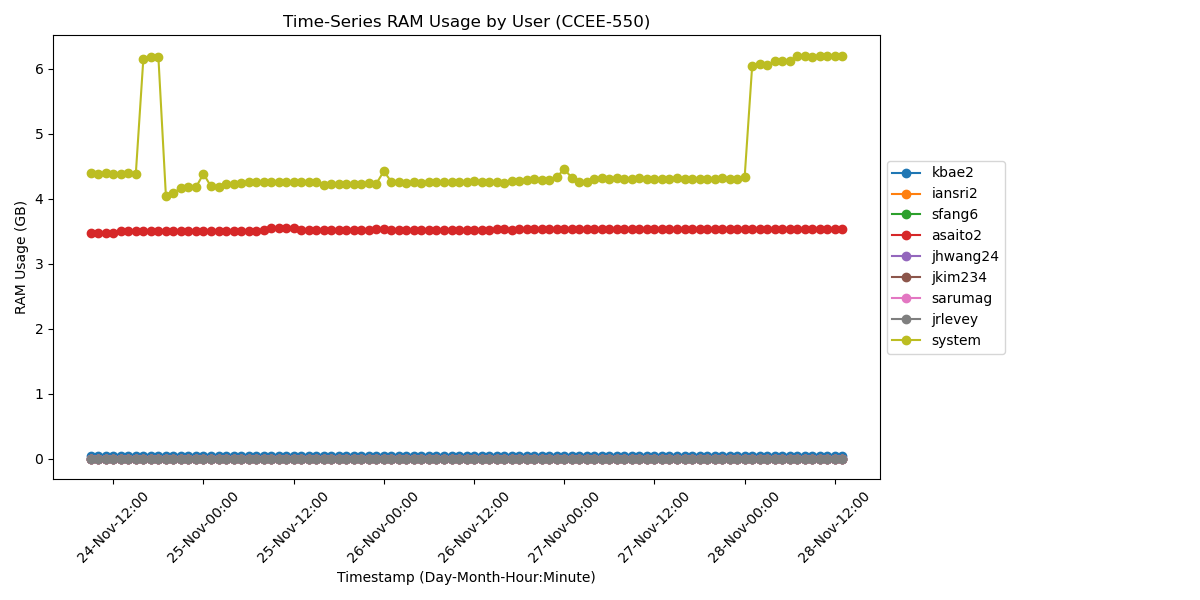 Time-Series RAM Usage by User (CCEE-550)
RAM Usage (GB)
6
5
4
3
2
1
0
24-Nov-12:00
25-Nov-00:00
25-Nov-12:00
26-Nov-00:00
26-Nov-12:00
27-Nov-00:00
27-Nov-12:00
28-Nov-00:00
28-Nov-12:00
Timestamp (Day-Month-Hour:Minute)
kbae2
iansri2
sfang6
asaito2
jhwang24
jkim234
sarumag
jrlevey
system